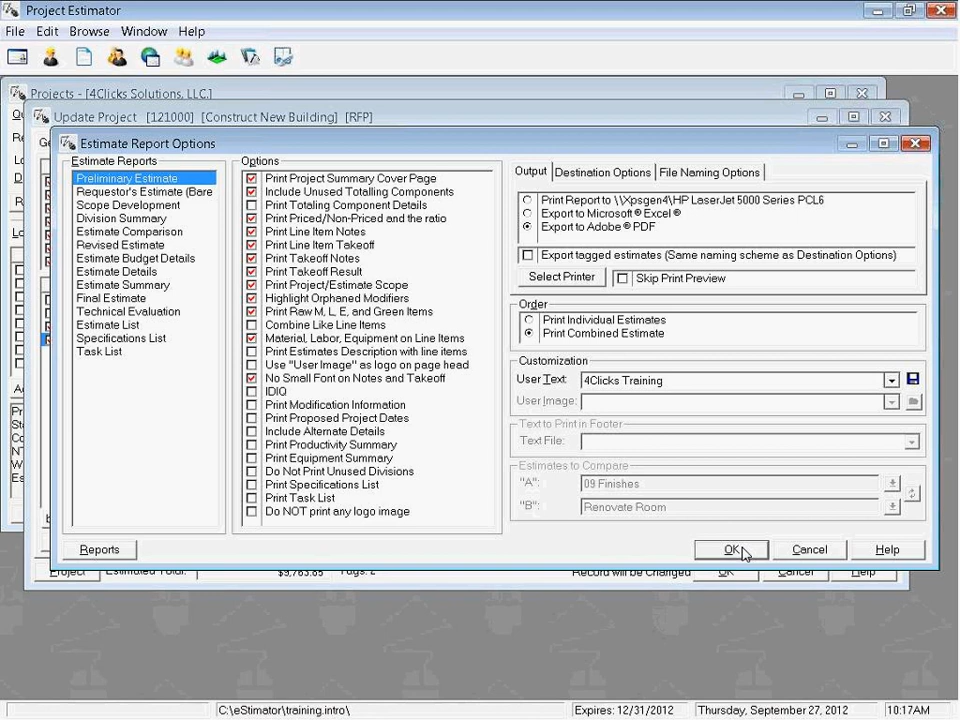 Project Estimator
File Edit Browse Window Help
Projects - [4Clicks Solutions, LLC.]
Update Project [121000] [Construct New Building] [RFP]
Estimate Report Options
Estimate Reports
Preliminary Estimate
Requestor's Estimate (Bare
Scope Development
Division Summary
Estimate Comparison
Revised Estimate
Estimate Budget Details
Estimate Details
Estimate Summary
Final Estimate
Technical Evaluation
Estimate List
Specifications List
Task List
Reports
Options
Print Project Summary Cover Page
Include Unused Totalling Components
Print Totaling Component Details
Print Priced/Non-Priced and the ratio
Print Line Item Notes
Print Line Item Takeoff
Print Takeoff Notes
Print Takeoff Result
Print Project/Estimate Scope
Highlight Orphaned Modifiers
Print Raw M, L, E, and Green Items
Combine Like Line Items
Material, Labor, Equipment on Line Items
Print Estimates Description with line items
Use "User Image" as logo on page head
No Small Font on Notes and Takeoff
IDIQ
Print Modification Information
Print Proposed Project Dates
Include Alternate Details
Print Productivity Summary
Print Equipment Summary
Do Not Print Unused Divisions
Print Specifications List
Print Task List
Do NOT print any logo image
Output Destination Options File Naming Options
Print Report to \\Xpsgen4\HP LaserJet 5000 Series PCL6
Export to Microsoft® Excel®
Export to Adobe® PDF
Export tagged estimates (Same naming scheme as Destination Options)
Select Printer Skip Print Preview
Order
Print Individual Estimates
Print Combined Estimate
Customization
User Text: 4Clicks Training
User Image:
Text to Print in Footer
Text File:
Estimates to Compare
"A": 09 Finishes
"B": Renovate Room
OK Cancel Help
Project Estimated Total: $9,763.85 Tags: 2 Record will be Changed OK Cancel Help
C:\eStimator\training.intro\ Expires: 12/31/2012 Thursday, September 27, 2012 10:17AM